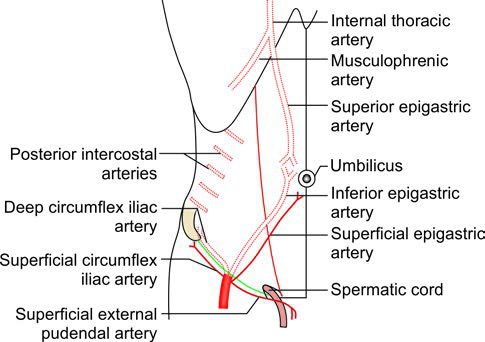 Internal thoracic
artery
Musculophrenic
artery
Superior epigastric
artery
Umbilicus
Inferior epigastric
artery
Superficial epigastric
artery
Spermatic cord
Posterior intercostal
arteries
Deep circumflex iliac
artery
Superficial circumflex
iliac artery
Superficial external
pudendal artery